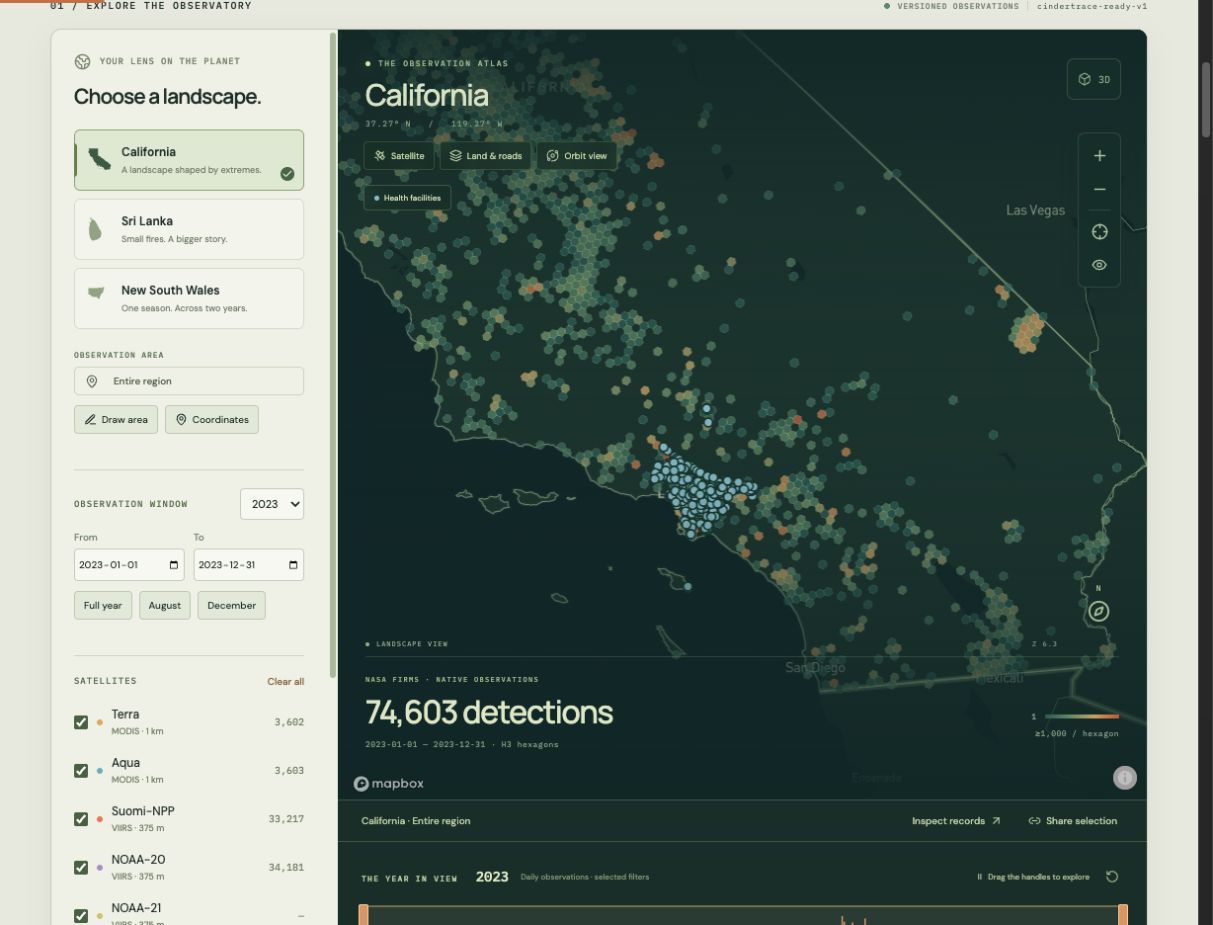 01 / EXPLORE THE OBSERVATORY
VERSIONED OBSERVATIONS | cindertrace-ready-v1
YOUR LENS ON THE PLANET
Choose a landscape.
California
A landscape shaped by extremes.
Sri Lanka
Small fires. A bigger story.
New South Wales
One season. Across two years.
OBSERVATION AREA
Entire region
Draw area
Coordinates
OBSERVATION WINDOW
2023
From
To
2023-01-01
2023-12-31
Full year
August
December
SATELLITES
Clear all
Terra
MODIS · 1 km
3,602
Aqua
MODIS · 1 km
3,603
Suomi-NPP
VIIRS · 375 m
33,217
NOAA-20
VIIRS · 375 m
34,181
NOAA-21
VIIRS · 375 m
—
THE OBSERVATION ATLAS
California
37.27° N / 119.27° W
Satellite
Land & roads
Orbit view
Health facilities
3D
Las Vegas
N
LANDSCAPE VIEW
Z 6.3
San Diego
Mexicali
NASA FIRMS · NATIVE OBSERVATIONS
74,603 detections
2023-01-01 — 2023-12-31 · H3 hexagons
1
≥1,000 / hexagon
Ensenada
mapbox
California · Entire region
Inspect records
Share selection
THE YEAR IN VIEW
2023
Daily observations · selected filters
Drag the handles to explore